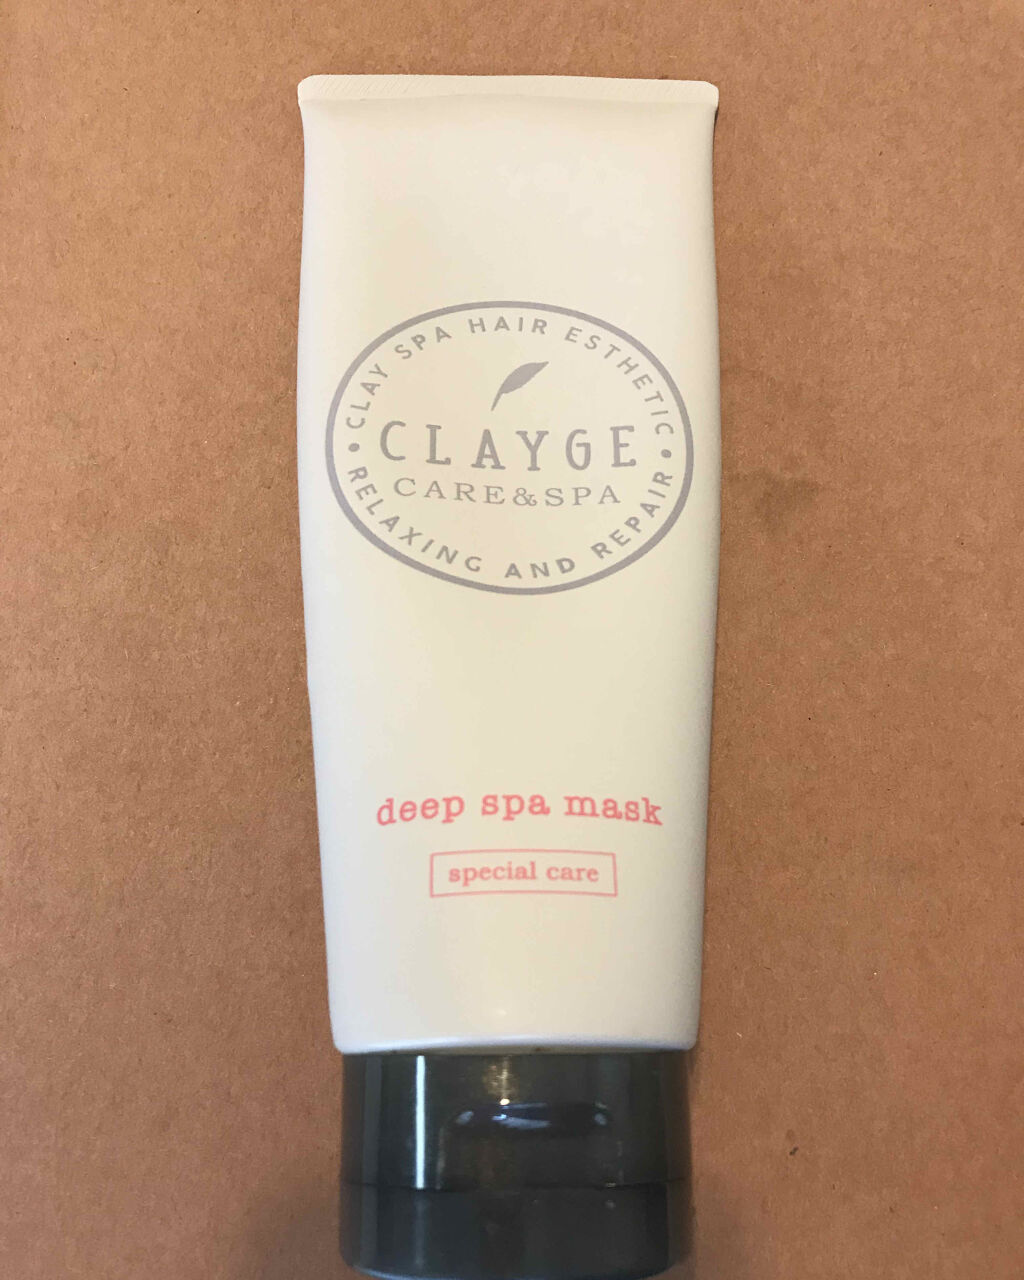 CLAY SPA HAIR ESTHETIC
CLAYGE
CARE&SPA
RELAXING AND REPAIR
deep spa mask
special care